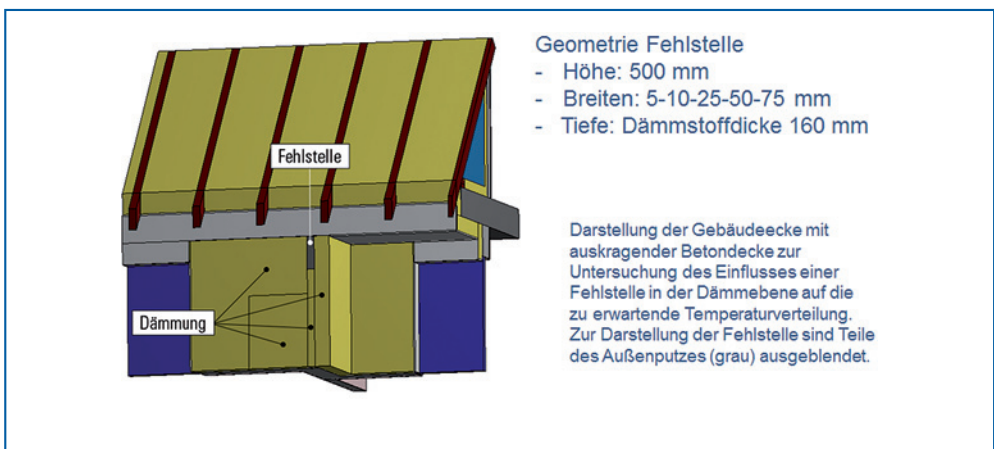 Geometrie Fehlstelle
- Höhe: 500 mm
- Breiten: 5-10-25-50-75 mm
- Tiefe: Dämmstoffdicke 160 mm
Fehlstelle
Dämmung
Darstellung der Gebäudeecke mit
auskragender Betondecke zur
Untersuchung des Einflusses einer
Fehlstelle in der Dämmebene auf die
zu erwartende Temperaturverteilung.
Zur Darstellung der Fehlstelle sind Teile
des Außenputzes (grau) ausgeblendet.